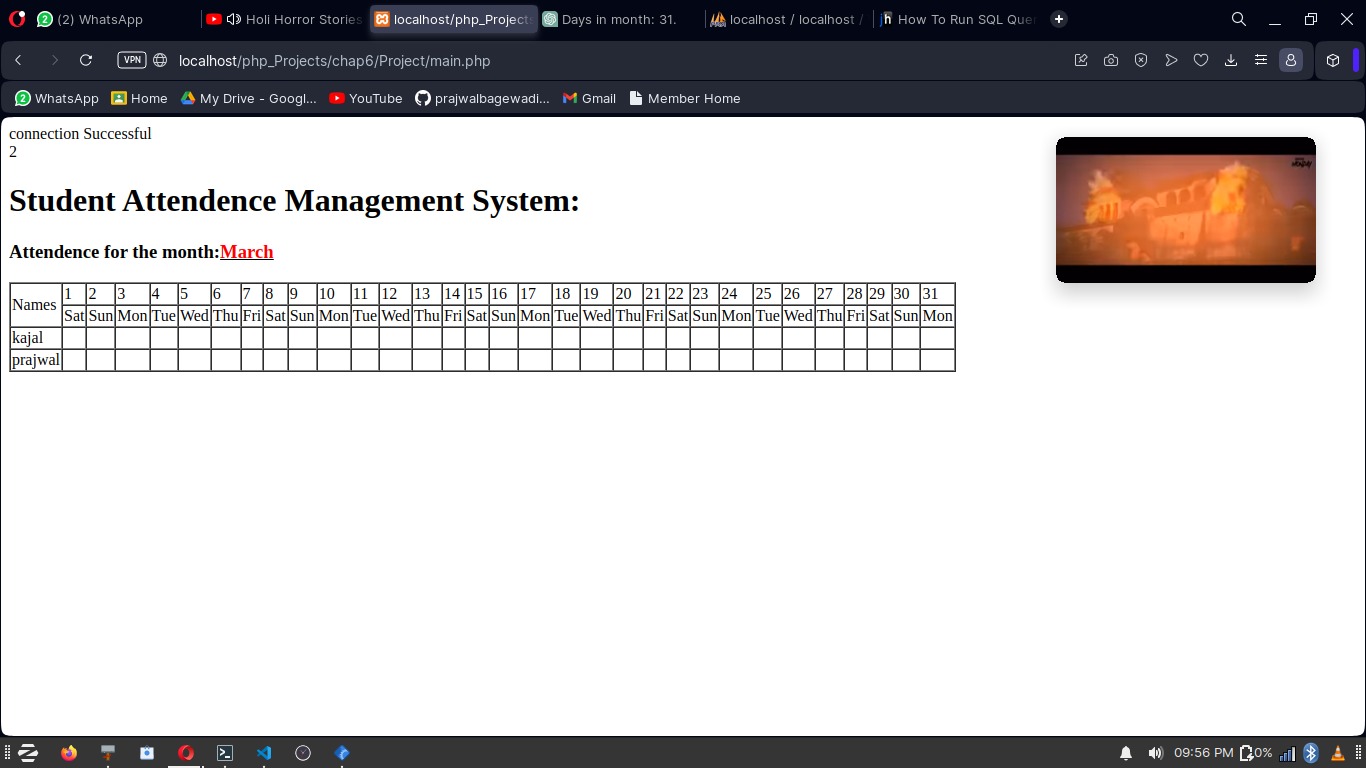 (2) WhatsApp
Holi Horror Stories
localhost/php_Project
Days in month: 31.
localhost / localhost /
How To Run SQL Que
VPN
localhost/php_Projects/chap6/Project/main.php
WhatsApp
Home
My Drive - Googl...
YouTube
prajwalbagewadi...
Gmail
Member Home
connection Successful
2
Student Attendence Management System:
Attendence for the month:March
Names 1 2 3 4 5 6 7 8 9 10 11 12 13 14 15 16 17 18 19 20 21 22 23 24 25 26 27 28 29 30 31
Sat Sun Mon Tue Wed Thu Fri Sat Sun Mon Tue Wed Thu Fri Sat Sun Mon Tue Wed Thu Fri Sat Sun Mon Tue Wed Thu Fri Sat Sun Mon
kajal
prajwal
09:56 PM
0%